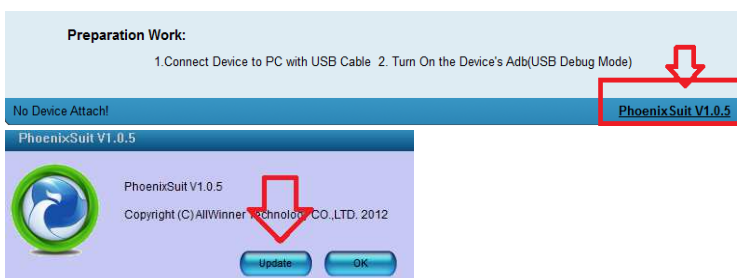 Preparation Work:
1.Connect Device to PC with USB Cable 2. Turn On the Device's Adb(USB Debug Mode)
No Device Attach!
PhoenixSuit V1.0.5
PhoenixSuit V1.0.5
PhoenixSuit V1.0.5
Copyright (C) AllWinner Technology CO.,LTD. 2012
Update
OK